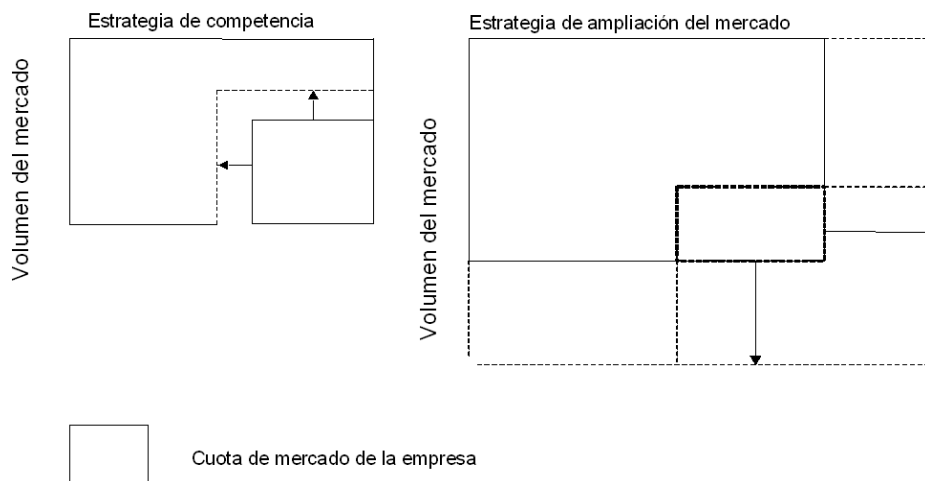 Estrategia de competencia
Estrategia de ampliación del mercado
Volumen del mercado
Volumen del mercado
Cuota de mercado de la empresa